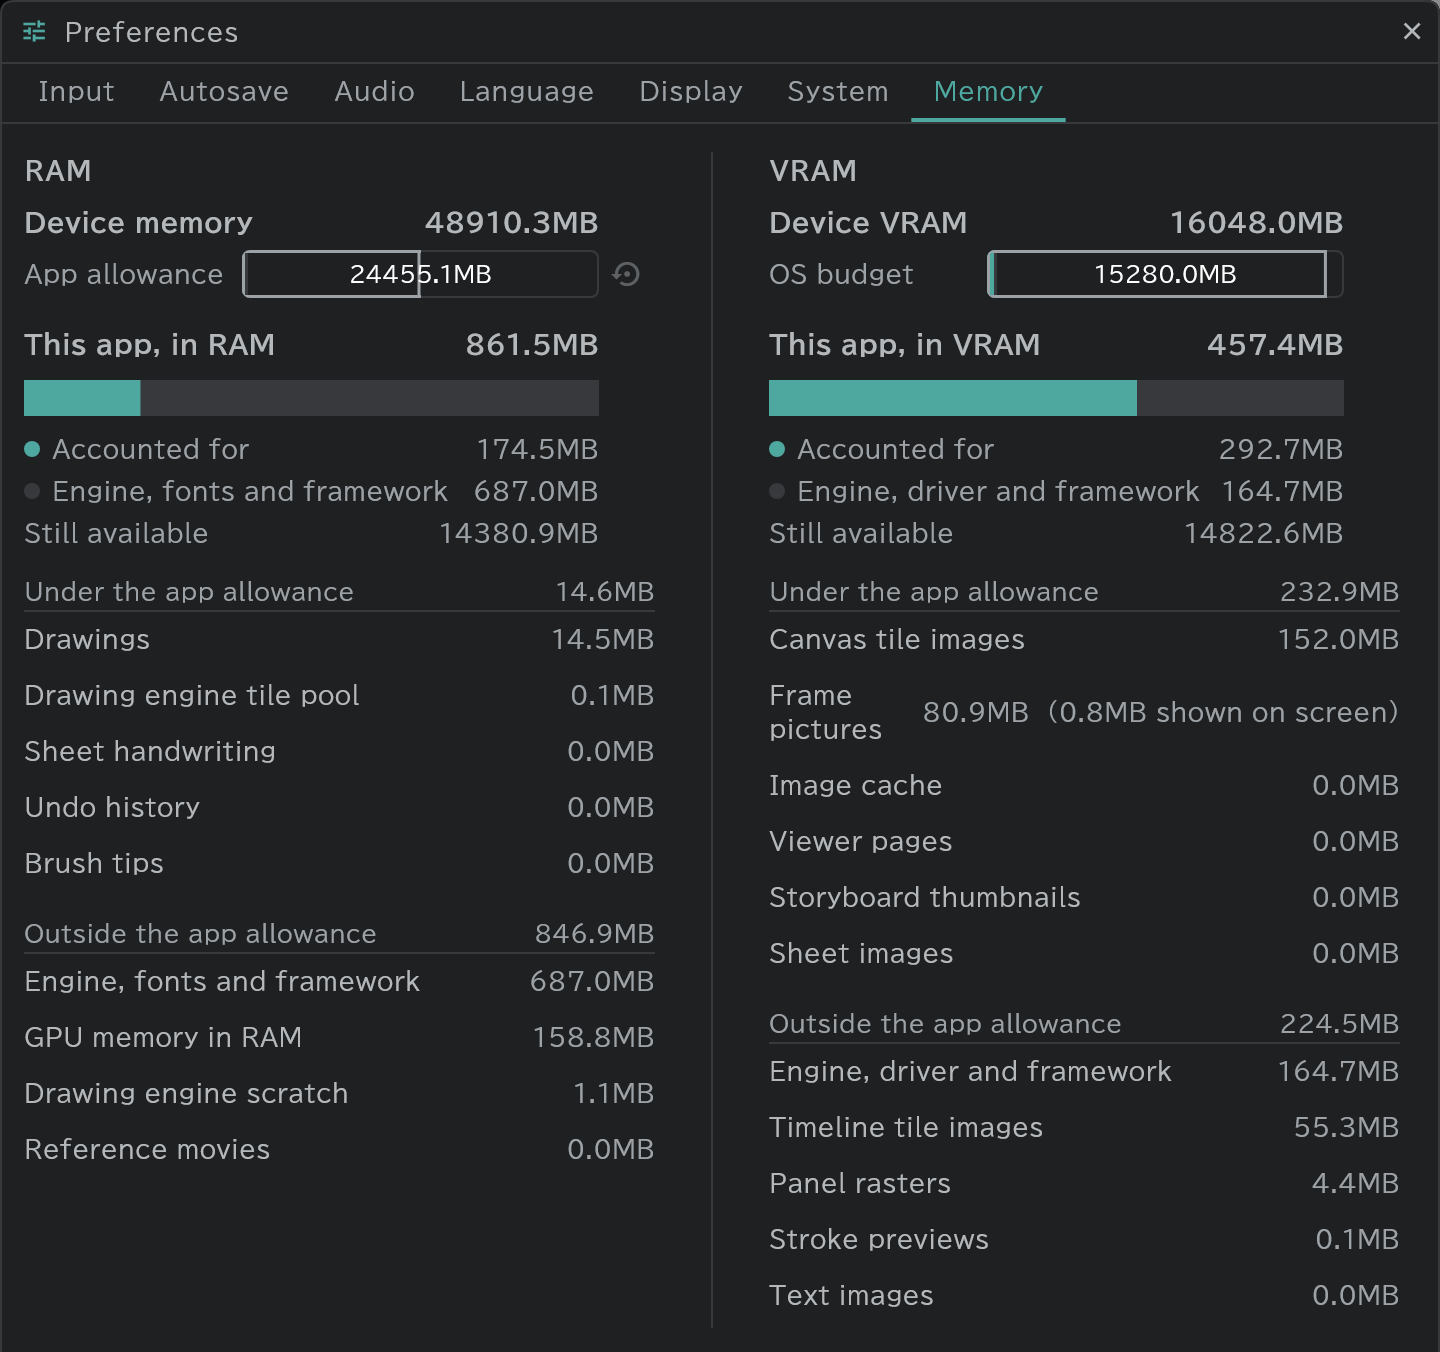 Preferences
Input Autosave Audio Language Display System Memory
RAM
Device memory 48910.3MB
App allowance 24455.1MB
This app, in RAM 861.5MB
Accounted for 174.5MB
Engine, fonts and framework 687.0MB
Still available 14380.9MB
Under the app allowance 14.6MB
Drawings 14.5MB
Drawing engine tile pool 0.1MB
Sheet handwriting 0.0MB
Undo history 0.0MB
Brush tips 0.0MB
Outside the app allowance 846.9MB
Engine, fonts and framework 687.0MB
GPU memory in RAM 158.8MB
Drawing engine scratch 1.1MB
Reference movies 0.0MB
VRAM
Device VRAM 16048.0MB
OS budget 15280.0MB
This app, in VRAM 457.4MB
Accounted for 292.7MB
Engine, driver and framework 164.7MB
Still available 14822.6MB
Under the app allowance 232.9MB
Canvas tile images 152.0MB
Frame
pictures 80.9MB（0.8MB shown on screen）
Image cache 0.0MB
Viewer pages 0.0MB
Storyboard thumbnails 0.0MB
Sheet images 0.0MB
Outside the app allowance 224.5MB
Engine, driver and framework 164.7MB
Timeline tile images 55.3MB
Panel rasters 4.4MB
Stroke previews 0.1MB
Text images 0.0MB